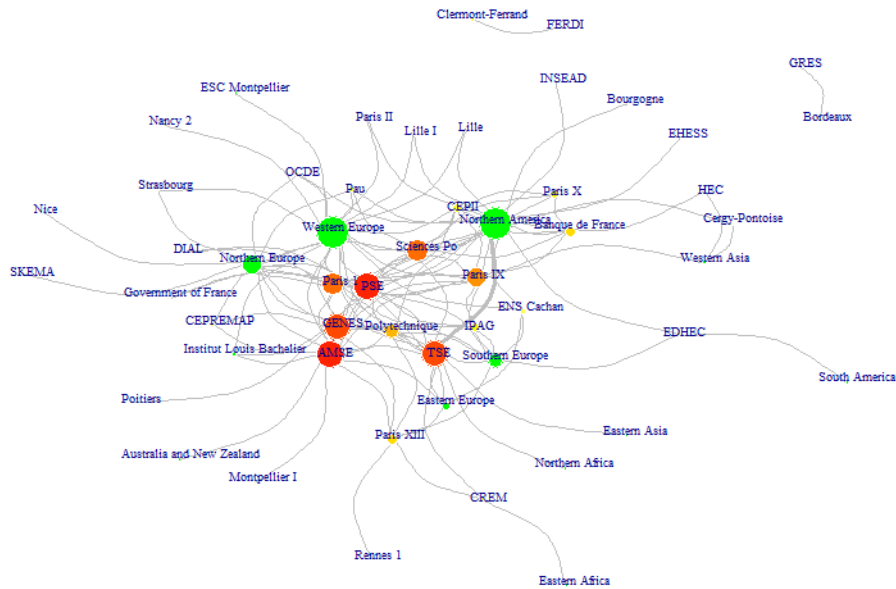 Clermont-Ferrand
FERDI
GRES
INSEAD
ESC Montpellier
Bourgogne
Paris II
Bordeaux
Nancy 2
Lille I
Lille
EHESS
OCDE
Strasbourg
Pau
Paris X
HEC
CEPII
Nice
Northern America
Cergy-Pontoise
Western Europe
Banque de France
DIAL
Sciences Po
Northern Europe
Western Asia
SKEMA
Paris IX
Paris 1
PSE
Government of France
ENS Cachan
CEPREMAP
GENES
Polytechnique
IPAG
EDHEC
Institut Louis Bachelier
AMSE
TSE
Southern Europe
South America
Poitiers
Eastern Europe
Eastern Asia
Paris XIII
Australia and New Zealand
Northern Africa
Montpellier I
CREM
Rennes 1
Eastern Africa